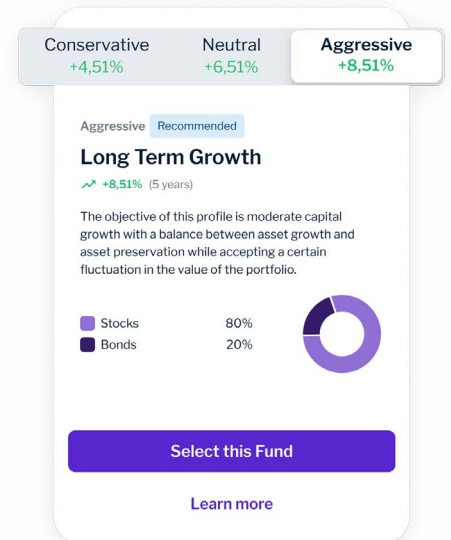 Conservative
+4,51%
Neutral
+6,51%
Aggressive
+8,51%
Aggressive Recommended
Long Term Growth
+8,51% (5 years)
The objective of this profile is moderate capital
growth with a balance between asset growth and
asset preservation while accepting a certain
fluctuation in the value of the portfolio.
Stocks 80%
Bonds 20%
Select this Fund
Learn more